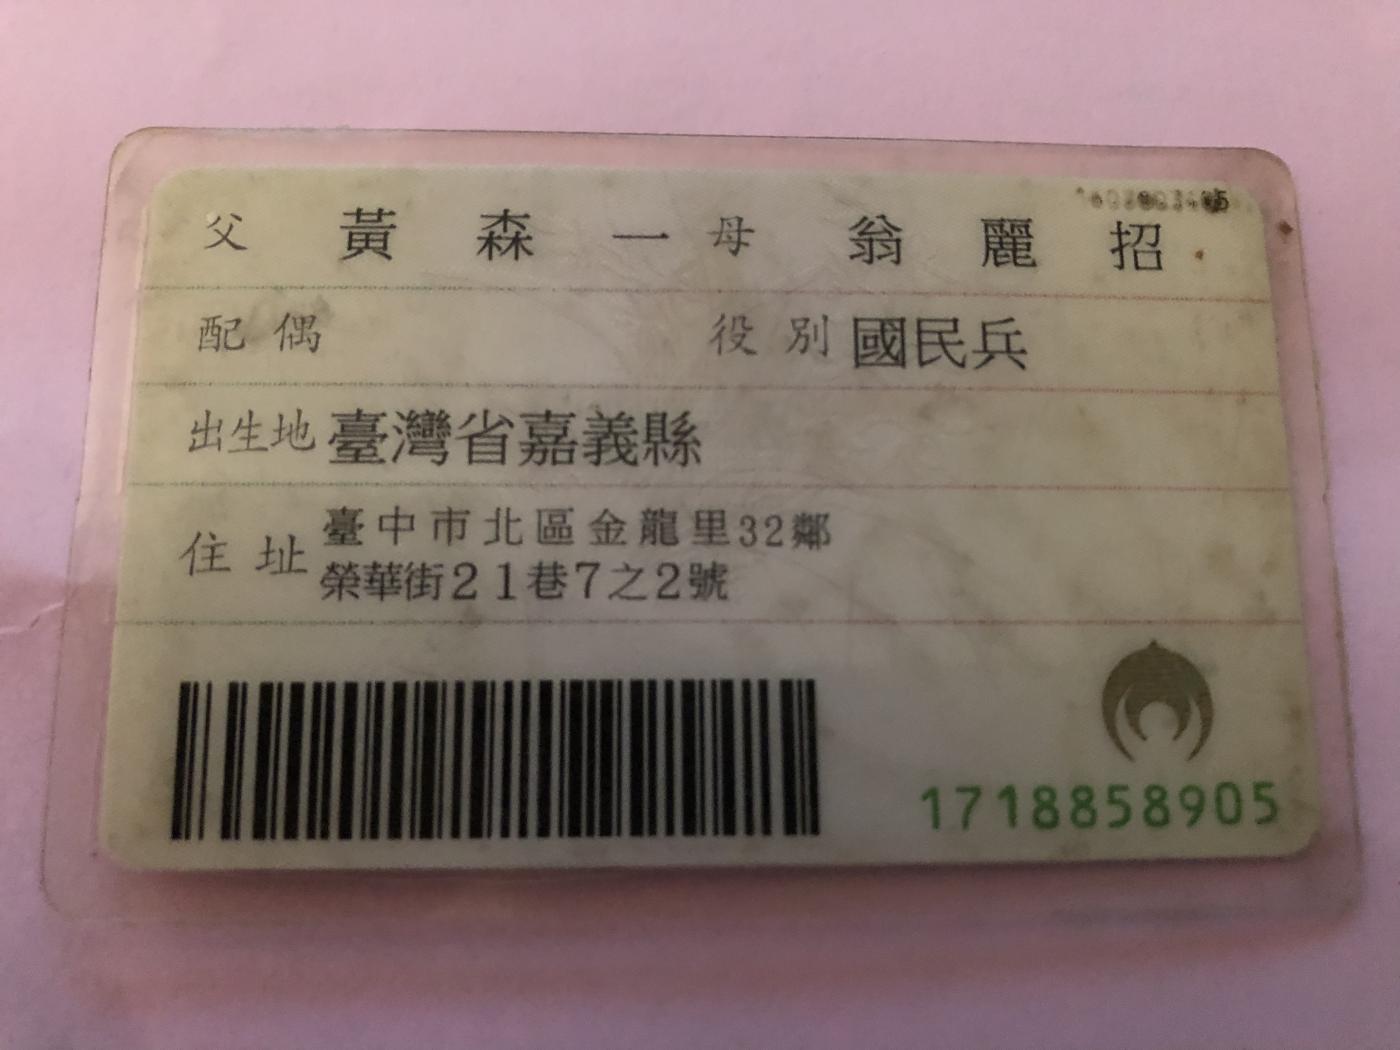 父 黃森一 母 翁麗招
配偶 役別 國民兵
出生地 臺灣省嘉義縣
住址 臺中市北區金龍里32鄰
榮華街21巷7之2號
1718858905